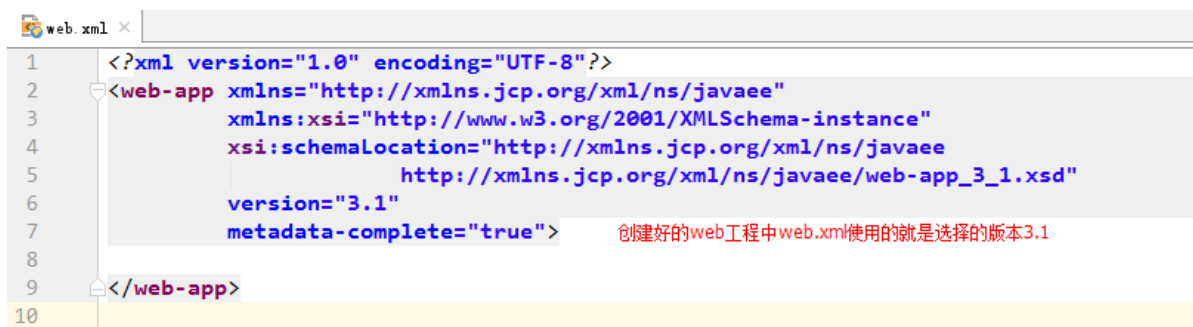 web.xml
1 <?xml version="1.0" encoding="UTF-8"?>
2 <web-app xmlns="http://xmlns.jcp.org/xml/ns/javaee"
3 xmlns:xsi="http://www.w3.org/2001/XMLSchema-instance"
4 xsi:schemaLocation="http://xmlns.jcp.org/xml/ns/javaee
5 http://xmlns.jcp.org/xml/ns/javaee/web-app_3_1.xsd"
6 version="3.1"
7 metadata-complete="true"> 创建好的web工程中web.xml使用的就是选择的版本3.1
8
9 </web-app>
10